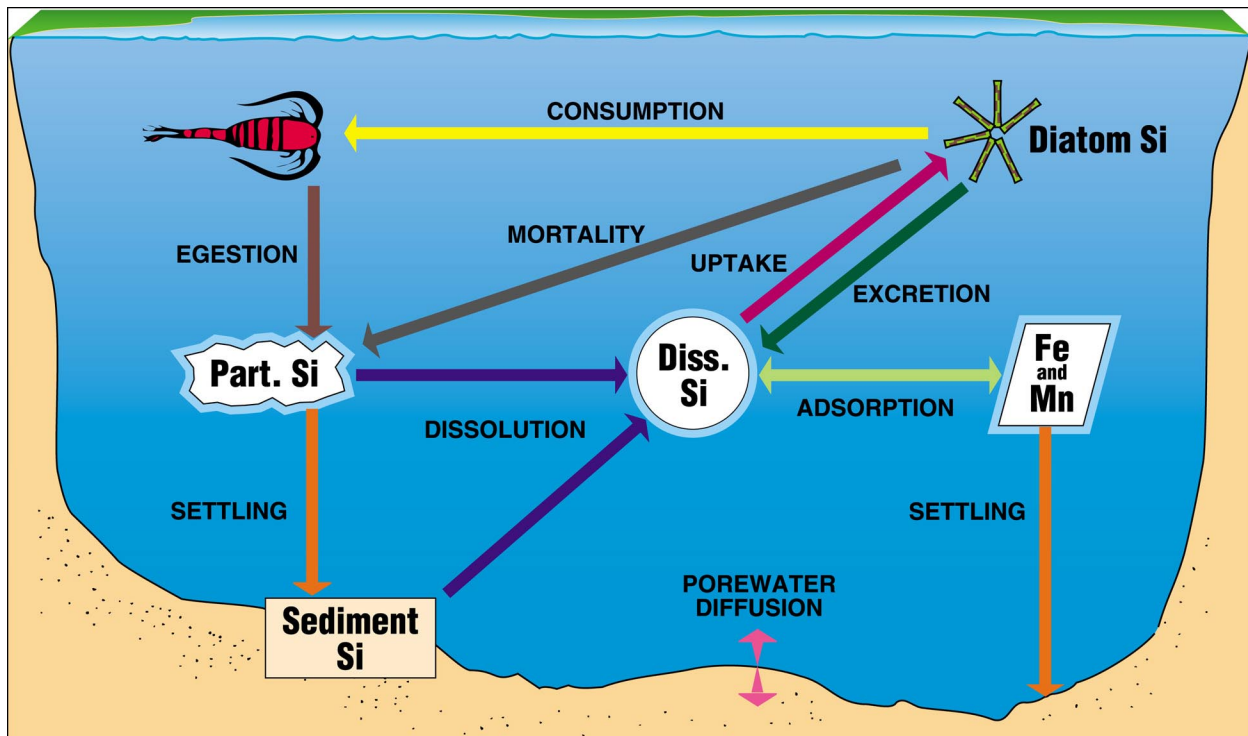 CONSUMPTION
Diatom Si
MORTALITY
EGESTION
UPTAKE
EXCRETION
Part. Si
Diss.
Si
Fe
and
Mn
ADSORPTION
DISSOLUTION
SETTLING
SETTLING
POREWATER
DIFFUSION
Sediment
Si